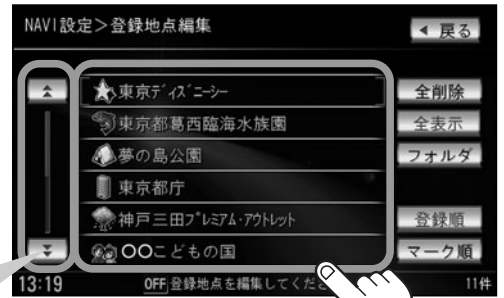 NAVI設定＞登録地点編集
戻る
東京ディズニーシー
全削除
東京都葛西臨海水族園
全表示
夢の島公園
フォルダ
東京都庁
神戸三田プレミアム・アウトレット
登録順
〇〇こどもの国
マーク順
13:19
OFF 登録地点を編集してくださ
11件